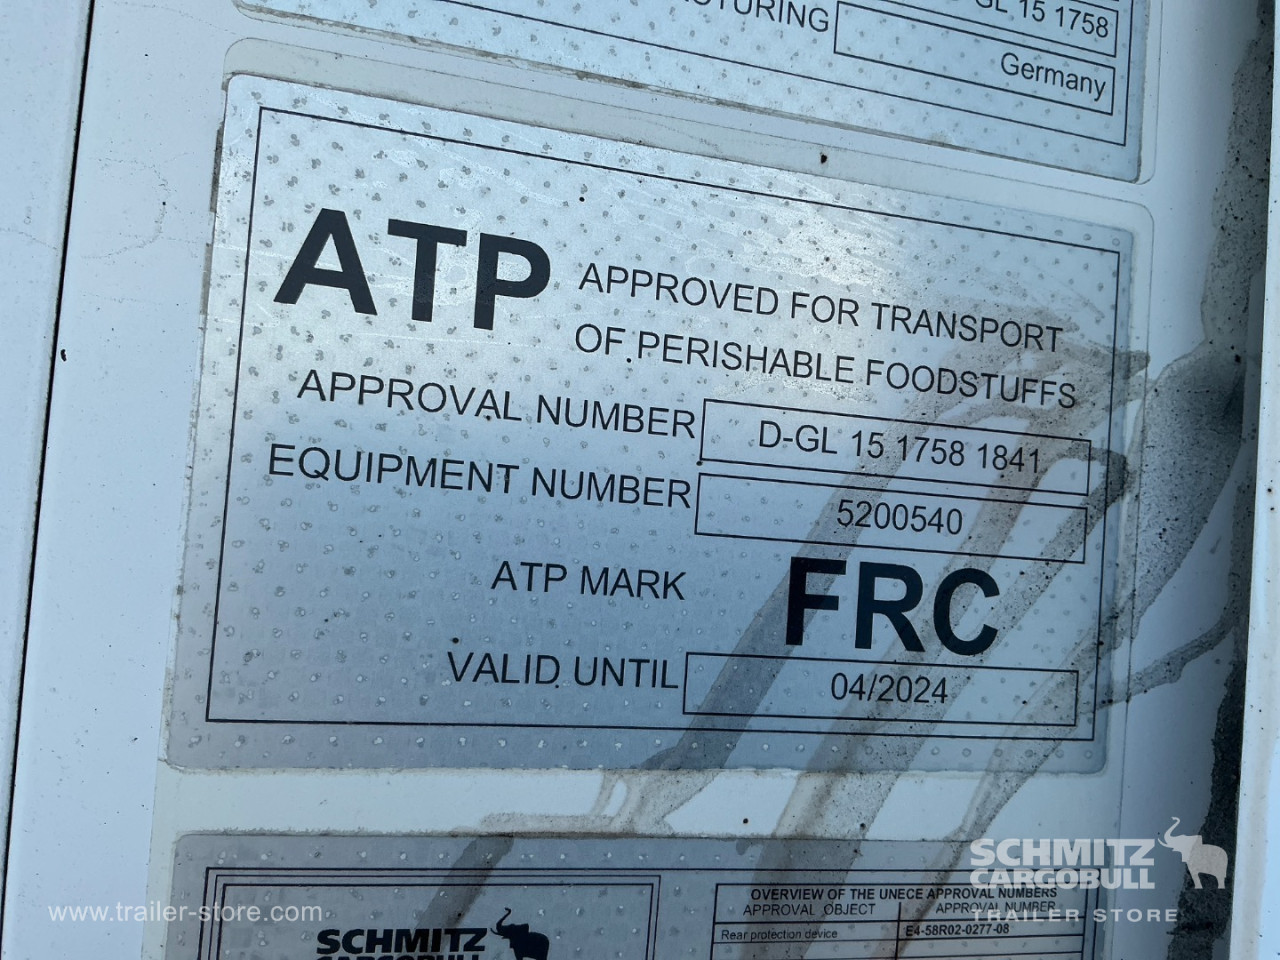 GL 15 1758
Germany
ATP APPROVED FOR TRANSPORT
OF PERISHABLE FOODSTUFFS
APPROVAL NUMBER D-GL 15 1758 1841
EQUIPMENT NUMBER 5200540
ATP MARK FRC
VALID UNTIL 04/2024
SCHMITZ
CARGOBULL
OVERVIEW OF THE UNECE APPROVAL NUMBERS
APPROVAL OBJECT APPROVAL NUMBER
Rear protection device E4-58R02-0277-08
www.trailer-store.com
SCHMITZ
CARGOBULL
TRAILER STORE